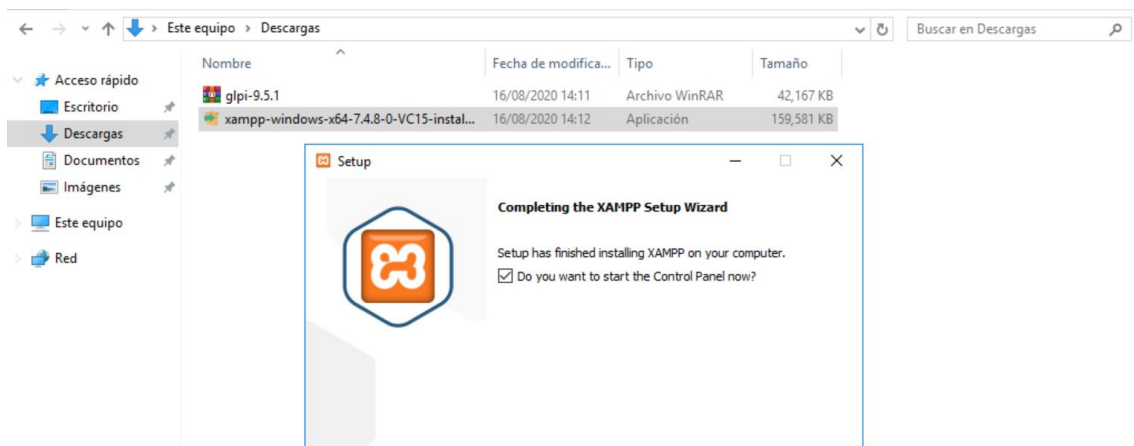 Este equipo > Descargas
Buscar en Descargas
Nombre Fecha de modifica... Tipo Tamaño
Acceso rápido
glpi-9.5.1 16/08/2020 14:11 Archivo WinRAR 42,167 KB
Escritorio
xampp-windows-x64-7.4.8-0-VC15-instal... 16/08/2020 14:12 Aplicación 159,581 KB
Descargas
Documentos
Imágenes
Este equipo
Red
Setup
Completing the XAMPP Setup Wizard
Setup has finished installing XAMPP on your computer.
Do you want to start the Control Panel now?